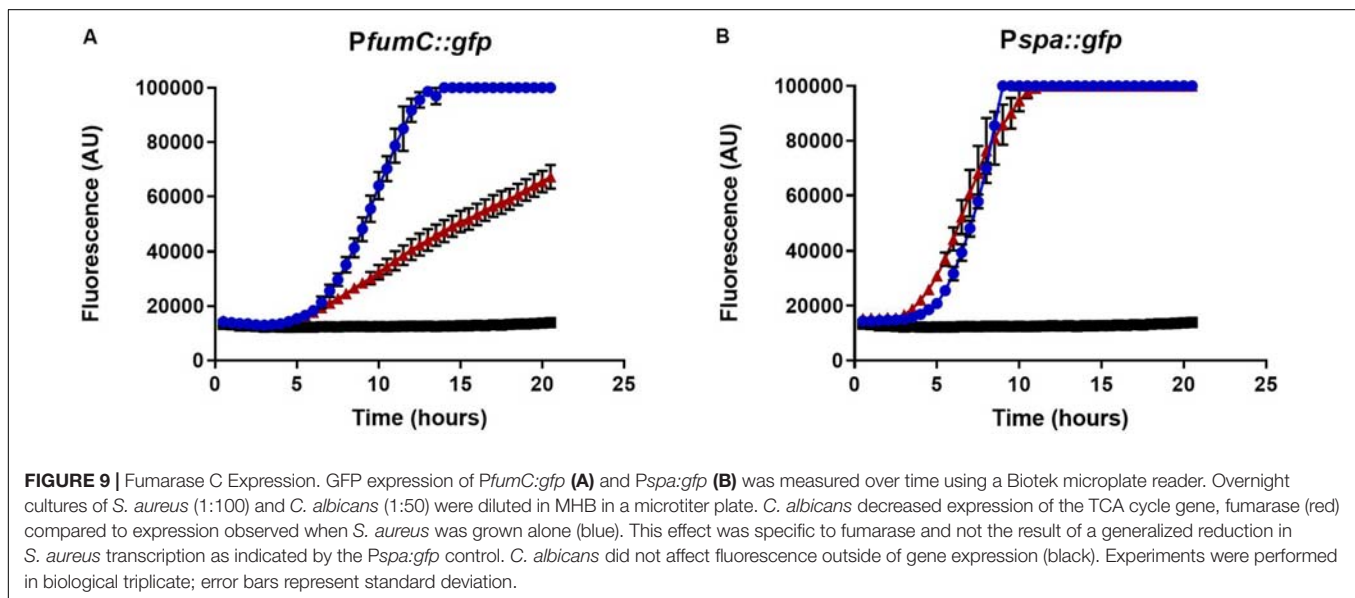 A
PfumC::gfp
100000
80000
60000
40000
20000
0
Fluorescence (AU)
0 5 10 15 20 25
Time (hours)
B
Pspa::gfp
100000
80000
60000
40000
20000
0
Fluorescence (AU)
0 5 10 15 20 25
Time (hours)
FIGURE 9 | Fumarase C Expression. GFP expression of PfumC:gfp (A) and Pspa:gfp (B) was measured over time using a Biotek microplate reader. Overnight
cultures of S. aureus (1:100) and C. albicans (1:50) were diluted in MHB in a microtiter plate. C. albicans decreased expression of the TCA cycle gene, fumarase (red)
compared to expression observed when S. aureus was grown alone (blue). This effect was specific to fumarase and not the result of a generalized reduction in
S. aureus transcription as indicated by the Pspa:gfp control. C. albicans did not affect fluorescence outside of gene expression (black). Experiments were performed
in biological triplicate; error bars represent standard deviation.